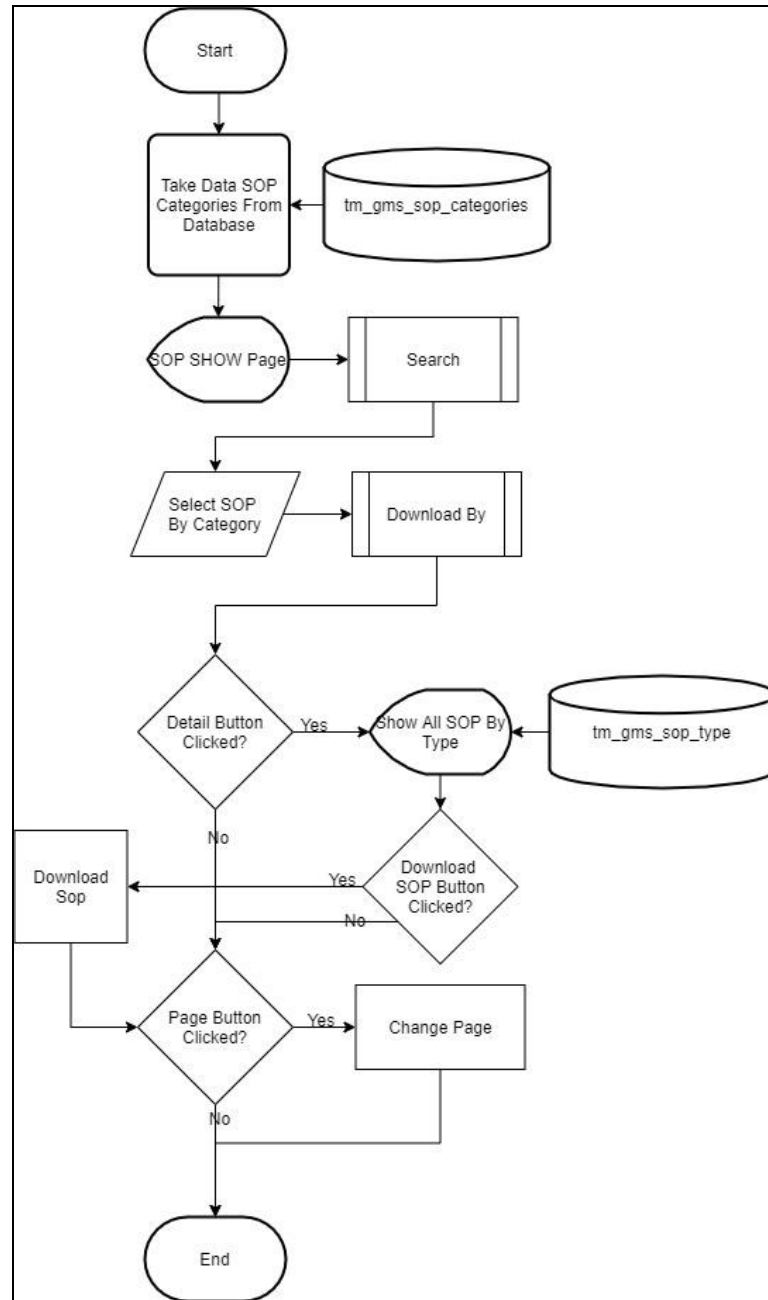 Start
Take Data SOP
Categories From
Database
tm_gms_sop_categories
SOP SHOW Page
Search
Select SOP
By Category
Download By
Detail Button
Clicked?
Yes
Show All SOP By
Type
tm_gms_sop_type
No
Download
Sop
Yes
Download
SOP Button
Clicked?
No
Page Button
Clicked?
Yes
Change Page
No
End